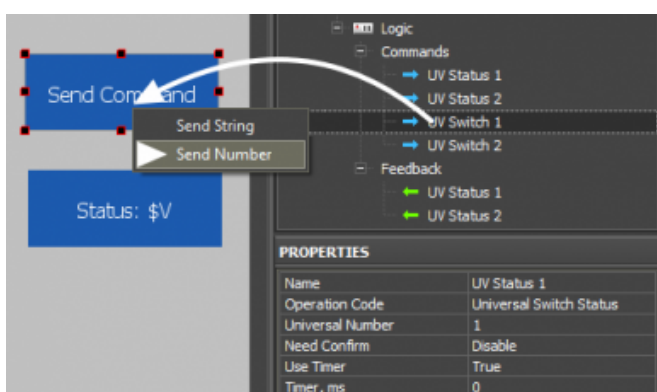 Send Command
Send String
Send Number
Status: $V
Logic
Commands
UV Status 1
UV Status 2
UV Switch 1
UV Switch 2
Feedback
UV Status 1
UV Status 2
PROPERTIES
Name UV Status 1
Operation Code Universal Switch Status
Universal Number 1
Need Confirm Disable
Use Timer True
Timer, ms 0